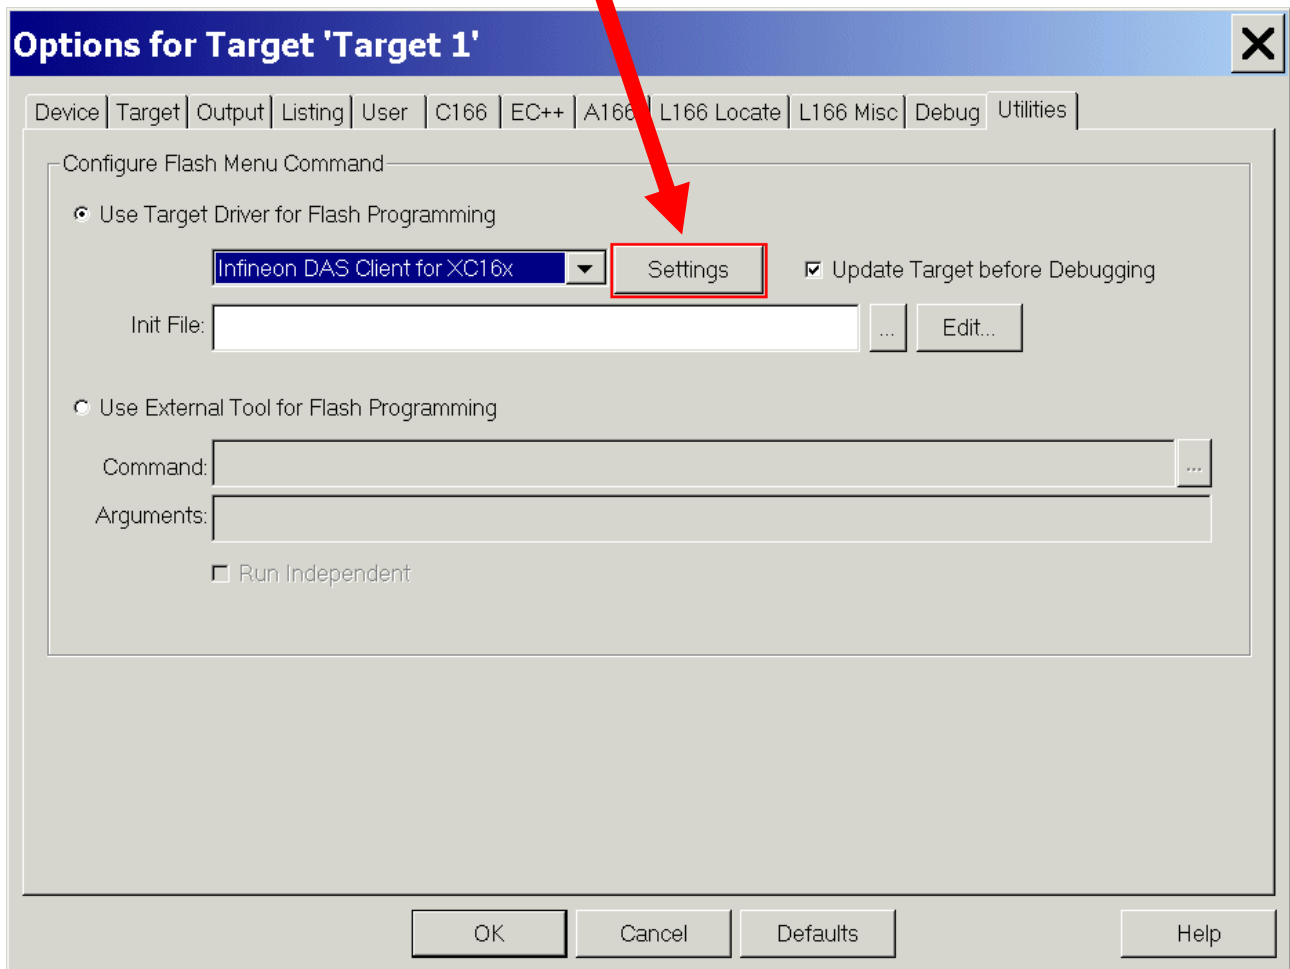 Options for Target 'Target 1'
Device Target Output Listing User C166 EC++ A166 L166 Locate L166 Misc Debug Utilities
Configure Flash Menu Command
Use Target Driver for Flash Programming
Infineon DAS Client for XC16x Settings Update Target before Debugging
Init File: ... Edit...
Use External Tool for Flash Programming
Command: ...
Arguments:
Run Independent
OK Cancel Defaults Help